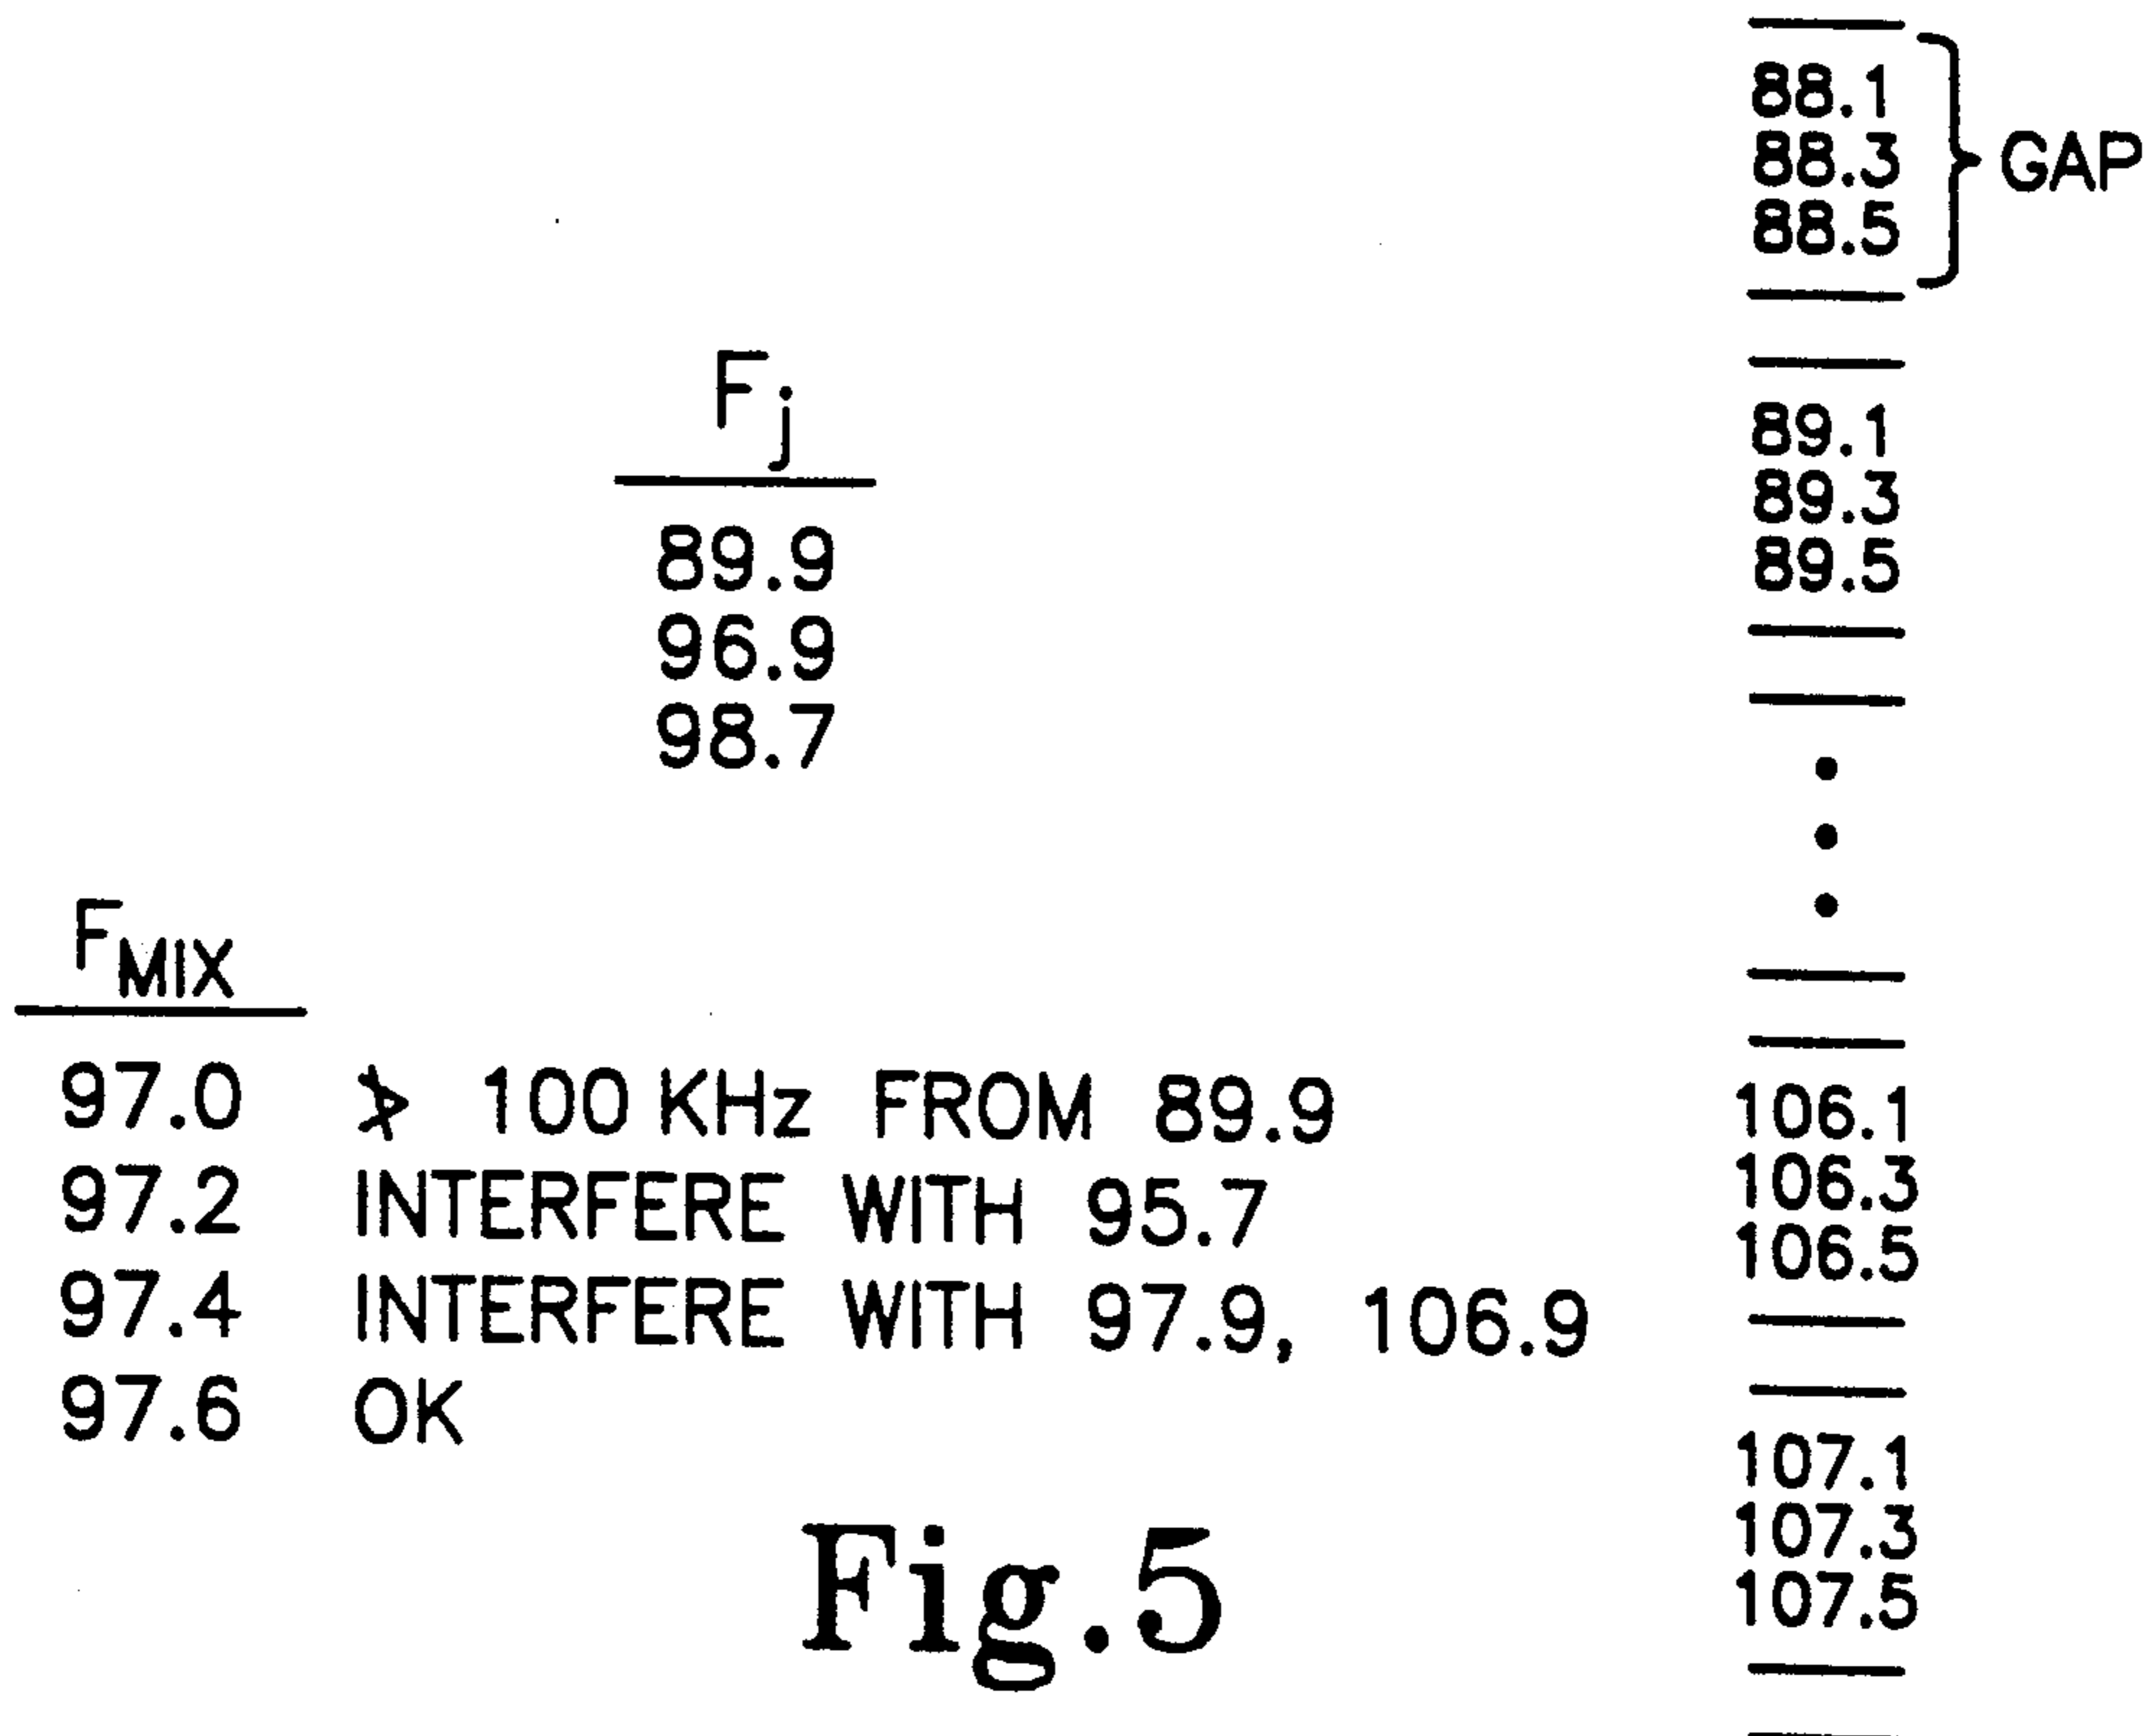 88.1
88.3
88.5
GAP
89.1
89.3
89.5
Fj
89.9
96.9
98.7
FMIX
97.0 ≯ 100 KHz FROM 89.9
97.2 INTERFERE WITH 95.7
97.4 INTERFERE WITH 97.9, 106.9
97.6 OK
106.1
106.3
106.5
107.1
107.3
107.5
Fig.5